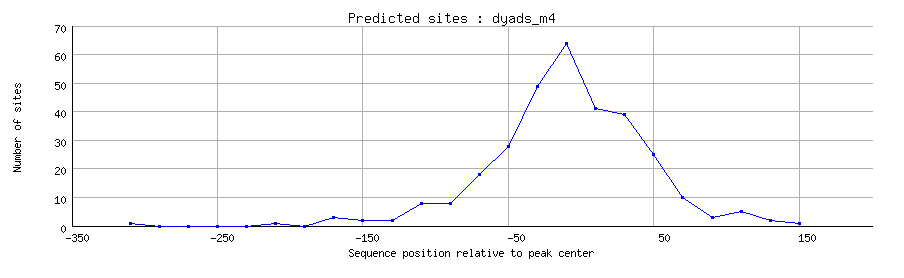 Predicted sites : dyads_m4
70
60
50
40
30
20
10
0
Number of sites
-350 -250 -150 -50 50 150
Sequence position relative to peak center